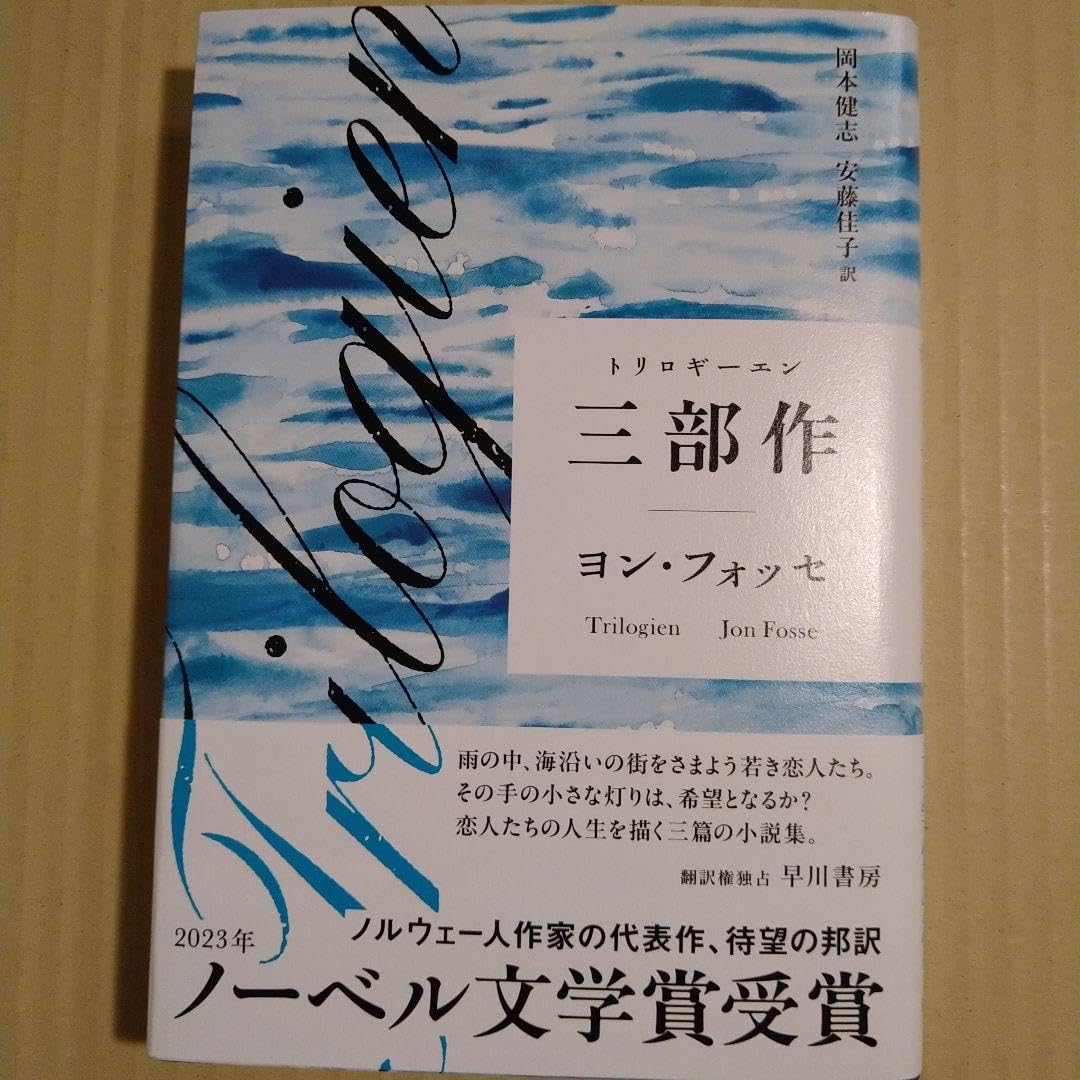 Trilogien
岡本健志 安藤佳子 訳
トリロギーエン
三部作
ヨン・フォッセ
Trilogien Jon Fosse
雨の中、海沿いの街をさまよう若き恋人たち。
その手の小さな灯りは、希望となるか?
恋人たちの人生を描く三篇の小説集。
翻訳権独占 早川書房
ノルウェー人作家の代表作、待望の邦訳
2023年
ノーベル文学賞受賞